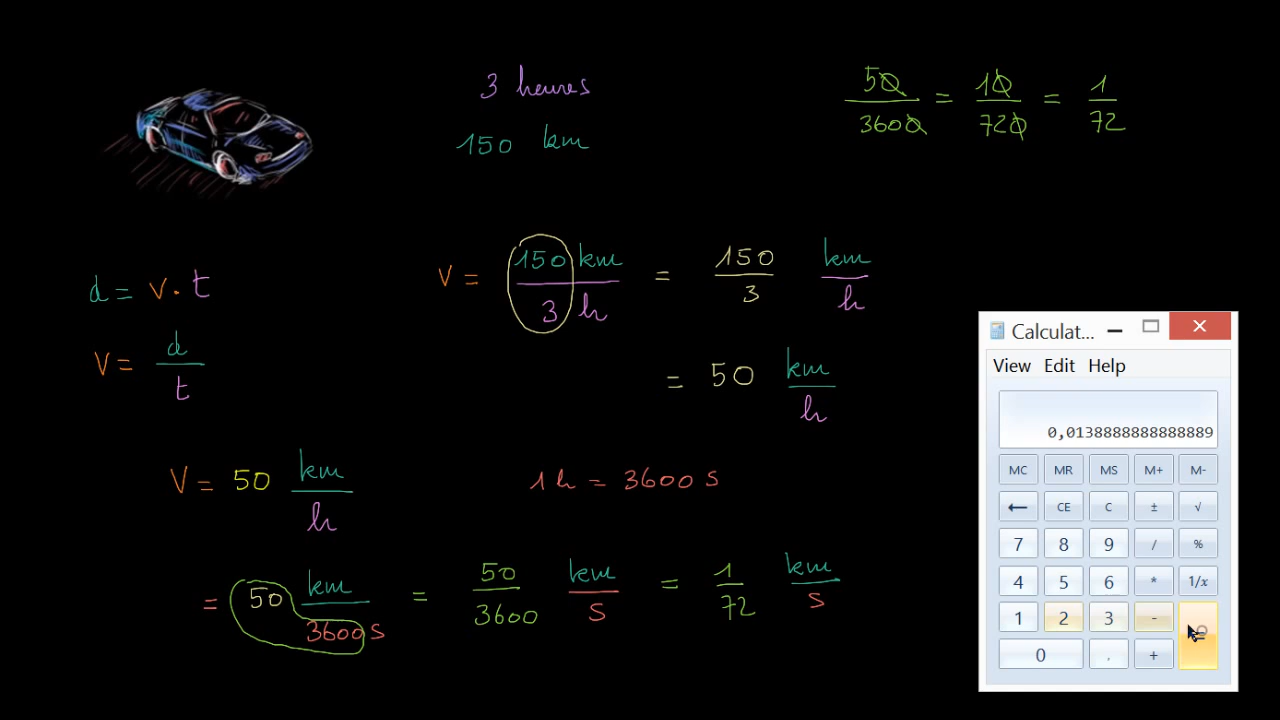 3 heures
150 km
50/3600 = 10/720 = 1/72
d = v · t
V = d/t
V = 150 km / 3 h = 150/3 km/h
= 50 km/h
V = 50 km/h
1 h = 3600 s
= 50 km/3600 s = 50/3600 km/s = 1/72 km/s
Calculat...
View Edit Help
0,0138888888888889
MC MR MS M+ M-
← CE C ± √
7 8 9 / %
4 5 6 * 1/x
1 2 3 - =
0 , +